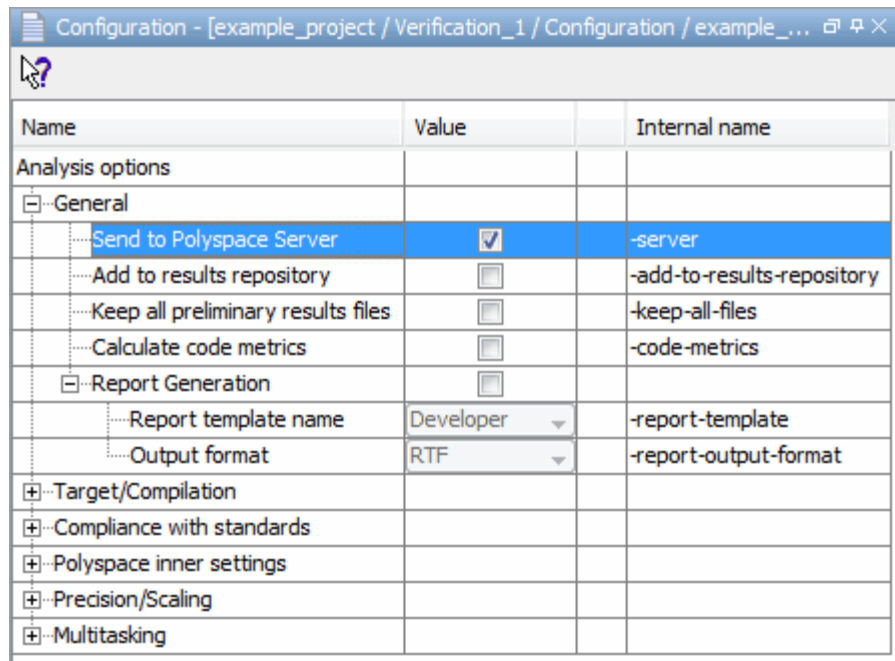 Configuration - [example_project / Verification_1 / Configuration / example_...
Name Value Internal name
Analysis options
General
Send to Polyspace Server -server
Add to results repository -add-to-results-repository
Keep all preliminary results files -keep-all-files
Calculate code metrics -code-metrics
Report Generation
Report template name Developer -report-template
Output format RTF -report-output-format
Target/Compilation
Compliance with standards
Polyspace inner settings
Precision/Scaling
Multitasking